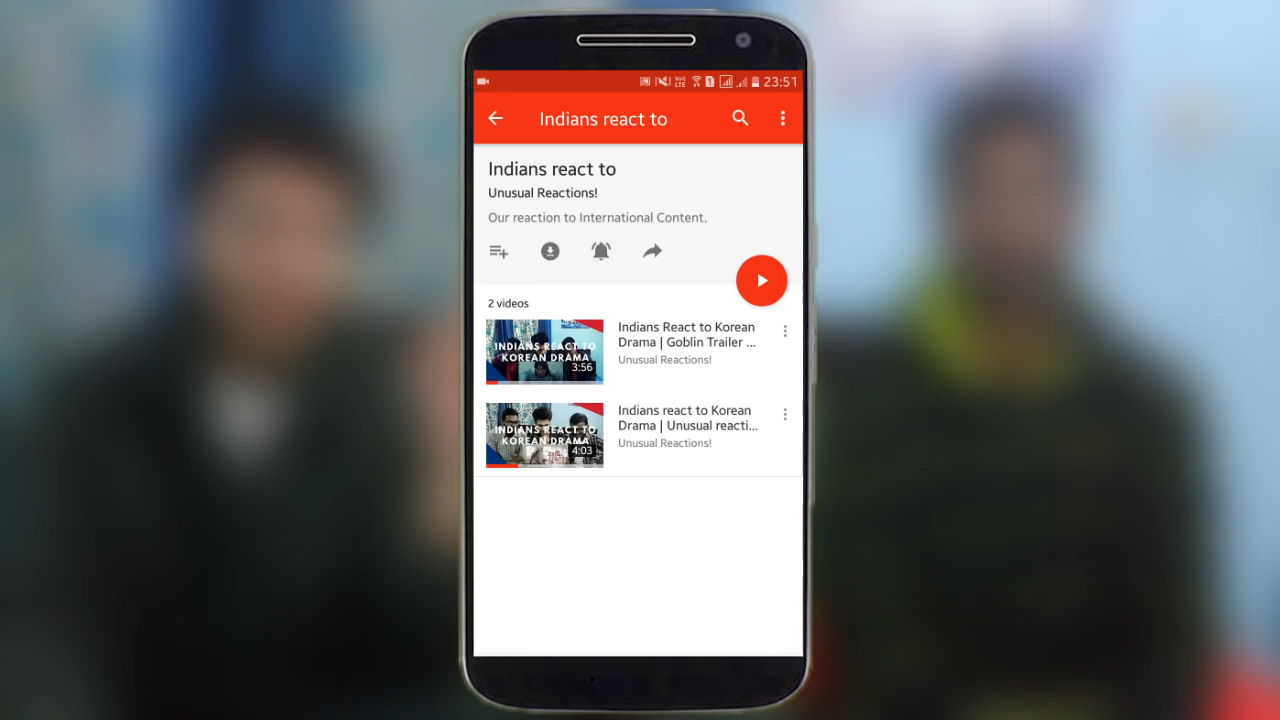 23:51
Indians react to
Indians react to
Unusual Reactions!
Our reaction to International Content.
2 videos
INDIANS REACT TO
KOREAN DRAMA
3:56
Indians React to Korean
Drama | Goblin Trailer ...
Unusual Reactions!
INDIANS REACT TO
KOREAN DRAMA
4:03
Indians react to Korean
Drama | Unusual reacti...
Unusual Reactions!